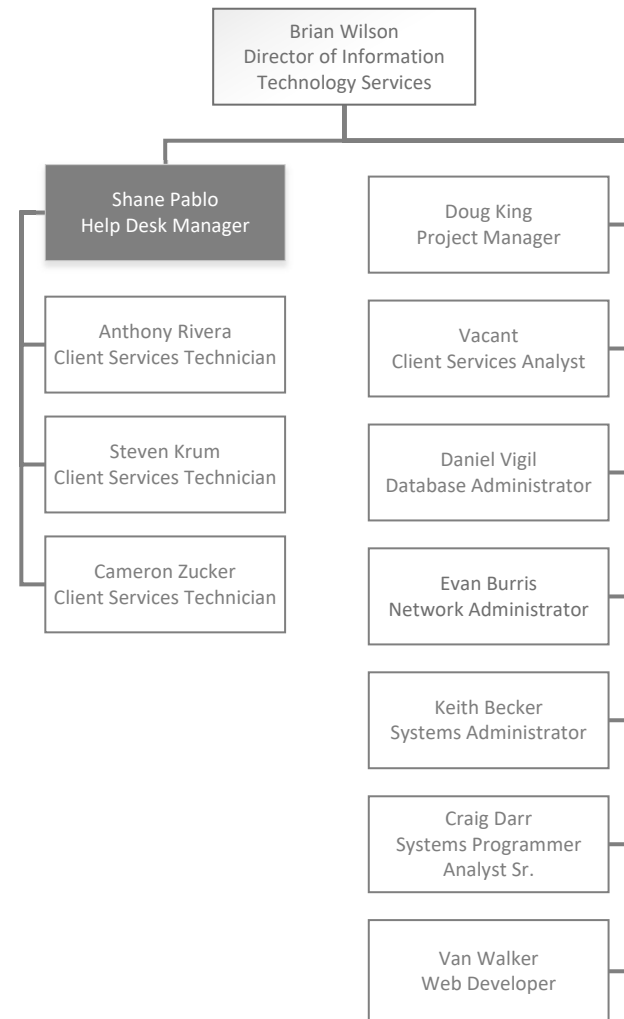 Brian Wilson
Director of Information
Technology Services
Shane Pablo
Help Desk Manager
Anthony Rivera
Client Services Technician
Steven Krum
Client Services Technician
Cameron Zucker
Client Services Technician
Doug King
Project Manager
Vacant
Client Services Analyst
Daniel Vigil
Database Administrator
Evan Burris
Network Administrator
Keith Becker
Systems Administrator
Craig Darr
Systems Programmer
Analyst Sr.
Van Walker
Web Developer